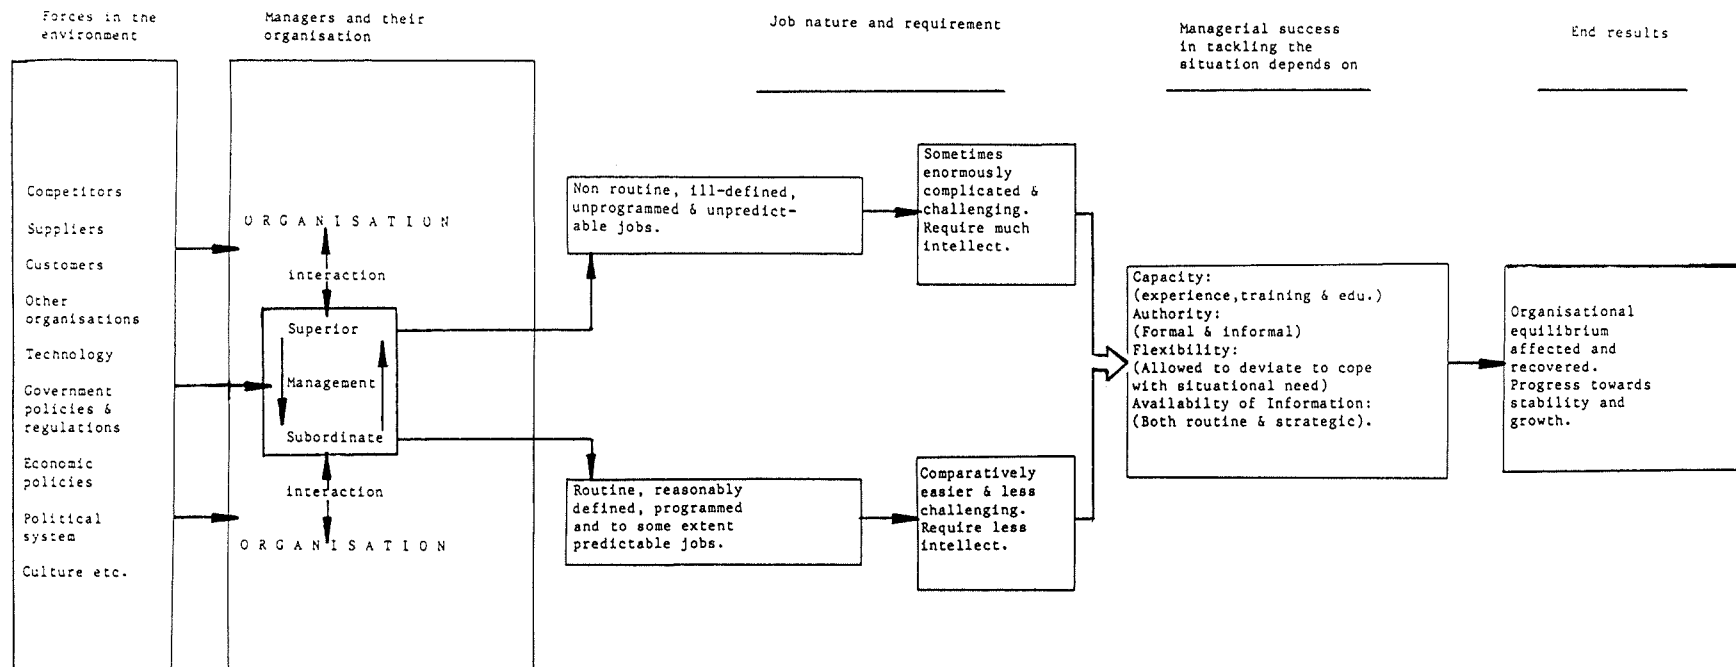 Forces in the
environment
Managers and their
organisation
Job nature and requirement
Managerial success
in tackling the
situation depends on
End results
Competitors
Suppliers
Customers
Other
organisations
Technology
Government
policies &
regulations
Economic
policies
Political
system
Culture etc.
ORGANISATION
interaction
Superior
Management
Subordinate
interaction
ORGANISATION
Non routine, ill-defined,
unprogrammed & unpredict-
able jobs.
Sometimes
enormously
complicated &
challenging.
Require much
intellect.
Routine, reasonably
defined, programmed
and to some extent
predictable jobs.
Comparatively
easier & less
challenging.
Require less
intellect.
Capacity:
(experience,training & edu.)
Authority:
(Formal & informal)
Flexibility:
(Allowed to deviate to cope
with situational need)
Availabilty of Information:
(Both routine & strategic).
Organisational
equilibrium
affected and
recovered.
Progress towards
stability and
growth.